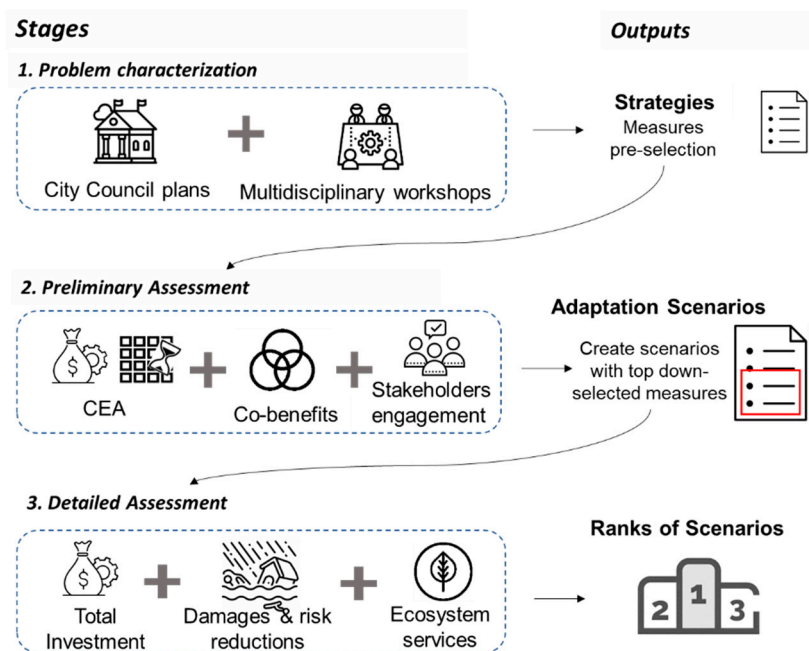 Stages
Outputs
1. Problem characterization
City Council plans
Multidisciplinary workshops
Strategies
Measures
pre-selection
2. Preliminary Assessment
CEA
Co-benefits
Stakeholders
engagement
Adaptation Scenarios
Create scenarios
with top down-
selected measures
3. Detailed Assessment
Total
Investment
Damages & risk
reductions
Ecosystem
services
Ranks of Scenarios
2 1 3